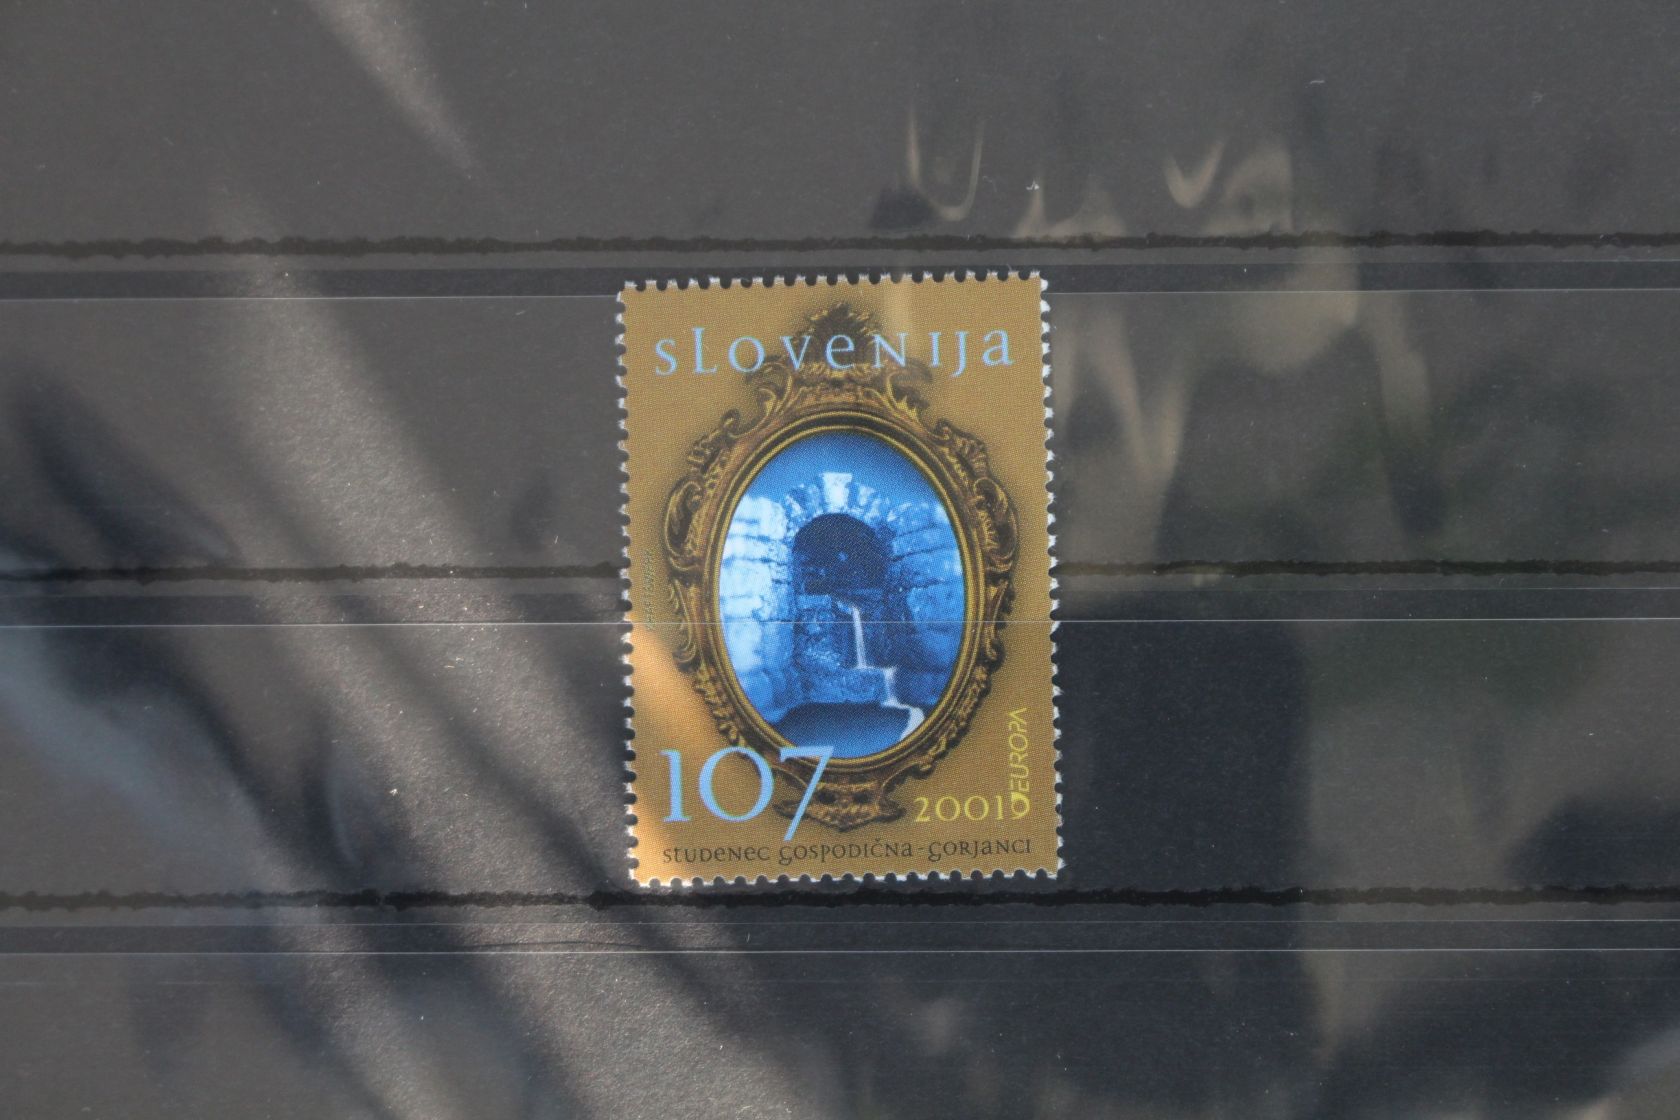 slovenija
107
2001
EUROPA
studenec gospodična-gorjanci